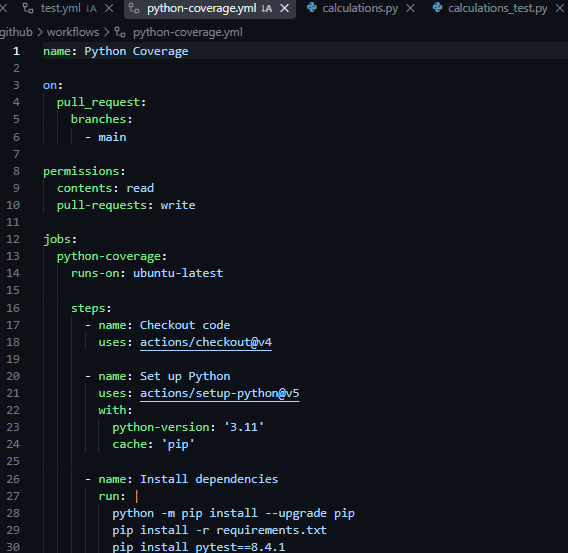 test.yml ↓A python-coverage.yml ↓A calculations.py calculations_test.py
github > workflows > python-coverage.yml
1 name: Python Coverage
2
3 on:
4 pull_request:
5 branches:
6 - main
7
8 permissions:
9 contents: read
10 pull-requests: write
11
12 jobs:
13 python-coverage:
14 runs-on: ubuntu-latest
15
16 steps:
17 - name: Checkout code
18 uses: actions/checkout@v4
19
20 - name: Set up Python
21 uses: actions/setup-python@v5
22 with:
23 python-version: '3.11'
24 cache: 'pip'
25
26 - name: Install dependencies
27 run: |
28 python -m pip install --upgrade pip
29 pip install -r requirements.txt
30 pip install pytest==8.4.1